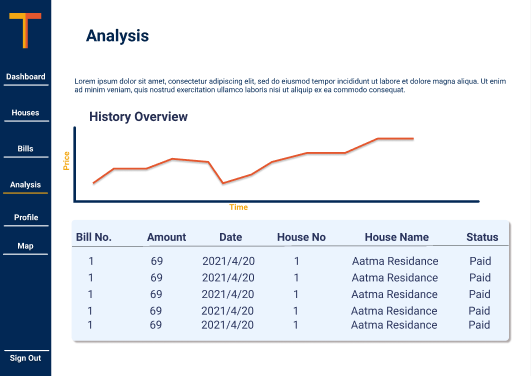 T
Dashboard
Houses
Bills
Analysis
Profile
Map
Sign Out
Analysis
Lorem ipsum dolor sit amet, consectetur adipiscing elit, sed do eiusmod tempor incididunt ut labore et dolore magna aliqua. Ut enim
ad minim veniam, quis nostrud exercitation ullamco laboris nisi ut aliquip ex ea commodo consequat.
History Overview
Price
Time
Bill No. Amount Date House No House Name Status
1 69 2021/4/20 1 Aatma Residance Paid
1 69 2021/4/20 1 Aatma Residance Paid
1 69 2021/4/20 1 Aatma Residance Paid
1 69 2021/4/20 1 Aatma Residance Paid
1 69 2021/4/20 1 Aatma Residance Paid